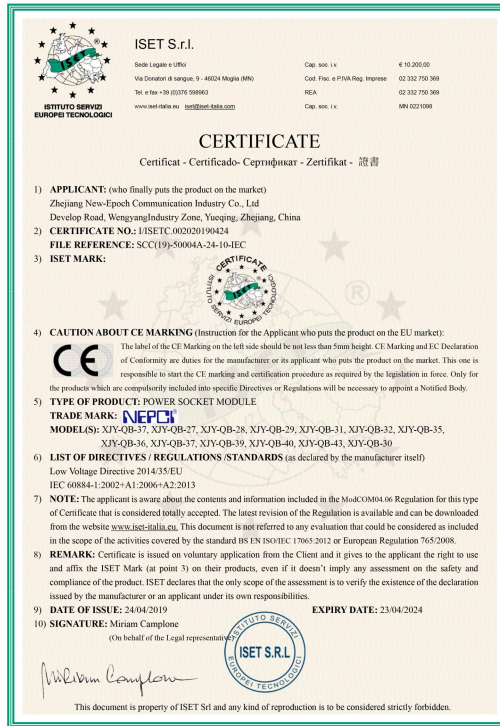 ISET
ISTITUTO SERVIZI
EUROPEI TECNOLOGICI
ISET S.r.l.
Sede Legale e Uffici
Via Donatori di sangue, 9 - 46024 Moglia (MN)
Tel. e fax +39 (0)376 598963
www.iset-italia.eu iset@iset-italia.com
Cap. soc. i.v. € 10.200,00
Cod. Fisc. e P.IVA Reg. Imprese 02 332 750 369
REA 02 332 750 369
Cap. soc. i.v. MN 0221098
CERTIFICATE
Certificat - Certificado- Сертификат - Zertifikat - 證書
1) APPLICANT: (who finally puts the product on the market)
Zhejiang New-Epoch Communication Industry Co., Ltd
Develop Road, WengyangIndustry Zone, Yueqing, Zhejiang, China
2) CERTIFICATE NO.: I/ISETC.002020190424
FILE REFERENCE: SCC(19)-50004A-24-10-IEC
3) ISET MARK:
CERTIFICATE
ISET
ISTITUTO SERVIZI EUROPEI TECNOLOGICI
4) CAUTION ABOUT CE MARKING (Instruction for the Applicant who puts the product on the EU market):
CE
The label of the CE Marking on the left side should be not less than 5mm height. CE Marking and EC Declaration
of Conformity are duties for the manufacturer or its applicant who puts the product on the market. This one is
responsible to start the CE marking and certification procedure as required by the legislation in force. Only for
the products which are compulsorily included into specific Directives or Regulations will be necessary to appoint a Notified Body.
5) TYPE OF PRODUCT: POWER SOCKET MODULE
TRADE MARK: NEPCI
MODEL(S): XJY-QB-37, XJY-QB-27, XJY-QB-28, XJY-QB-29, XJY-QB-31, XJY-QB-32, XJY-QB-35,
XJY-QB-36, XJY-QB-37, XJY-QB-39, XJY-QB-40, XJY-QB-43, XJY-QB-30
6) LIST OF DIRECTIVES / REGULATIONS /STANDARDS (as declared by the manufacturer itself)
Low Voltage Directive 2014/35/EU
IEC 60884-1:2002+A1:2006+A2:2013
7) NOTE: The applicant is aware about the contents and information included in the ModCOM04.06 Regulation for this type
of Certificate that is considered totally accepted. The latest revision of the Regulation is available and can be downloaded
from the website www.iset-italia.eu. This document is not referred to any evaluation that could be considered as included
in the scope of the activities covered by the standard BS EN ISO/IEC 17065:2012 or European Regulation 765/2008.
8) REMARK: Certificate is issued on voluntary application from the Client and it gives to the applicant the right to use
and affix the ISET Mark (at point 3) on their products, even if it doesn't imply any assessment on the safety and
compliance of the product. ISET declares that the only scope of the assessment is to verify the existence of the declaration
issued by the manufacturer or an applicant under its own responsibilities.
9) DATE OF ISSUE: 24/04/2019 EXPIRY DATE: 23/04/2024
10) SIGNATURE: Miriam Camplone
(On behalf of the Legal representative)
ISTITUTO SERVIZI
ISET S.R.L
EUROPEI TECNOLOGICI
Miriam Camplone
This document is property of ISET Srl and any kind of reproduction is to be considered strictly forbidden.